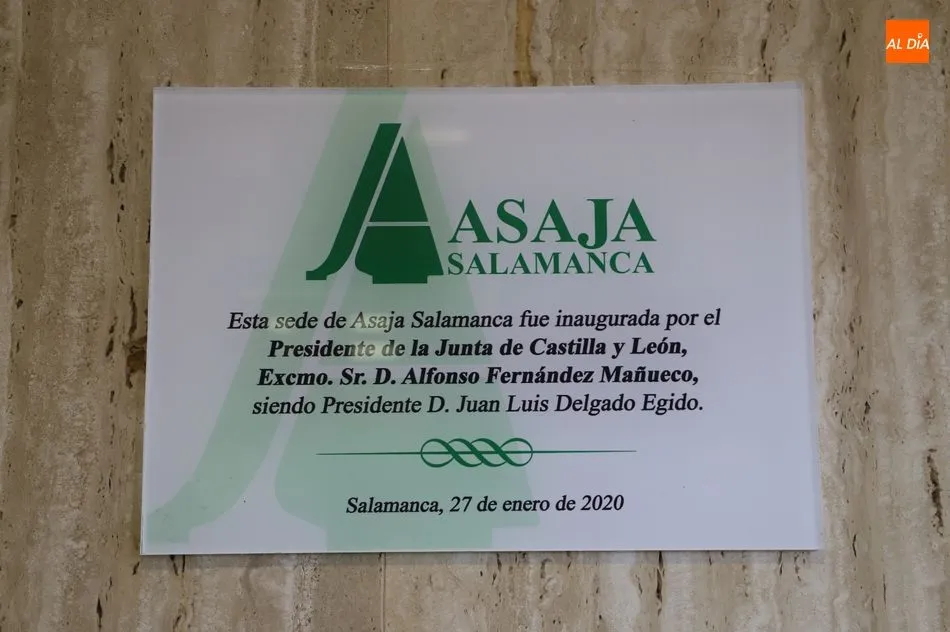 AL DÍA
ASAJA
SALAMANCA
Esta sede de Asaja Salamanca fue inaugurada por el
Presidente de la Junta de Castilla y León,
Excmo. Sr. D. Alfonso Fernández Mañueco,
siendo Presidente D. Juan Luis Delgado Egido.
Salamanca, 27 de enero de 2020